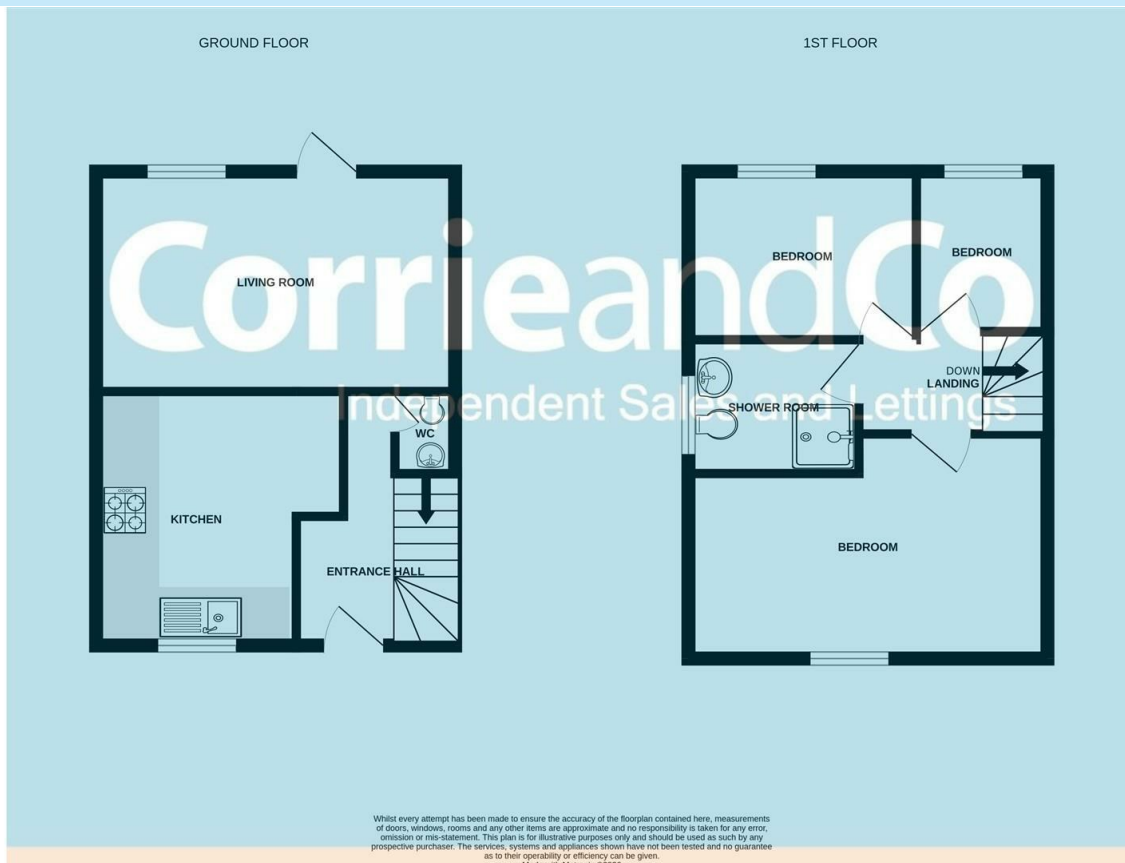 GROUND FLOOR
1ST FLOOR
CorrieandCo
Independent Sales and Lettings
LIVING ROOM
BEDROOM
BEDROOM
DOWN
LANDING
SHOWER ROOM
WC
KITCHEN
BEDROOM
ENTRANCE HALL
Whilst every attempt has been made to ensure the accuracy of the floorplan contained here, measurements
of doors, windows, rooms and any other items are approximate and no responsibility is taken for any error,
omission or mis-statement. This plan is for illustrative purposes only and should be used as such by any
prospective purchaser. The services, systems and appliances shown have not been tested and no guarantee
as to their operability or efficiency can be given.